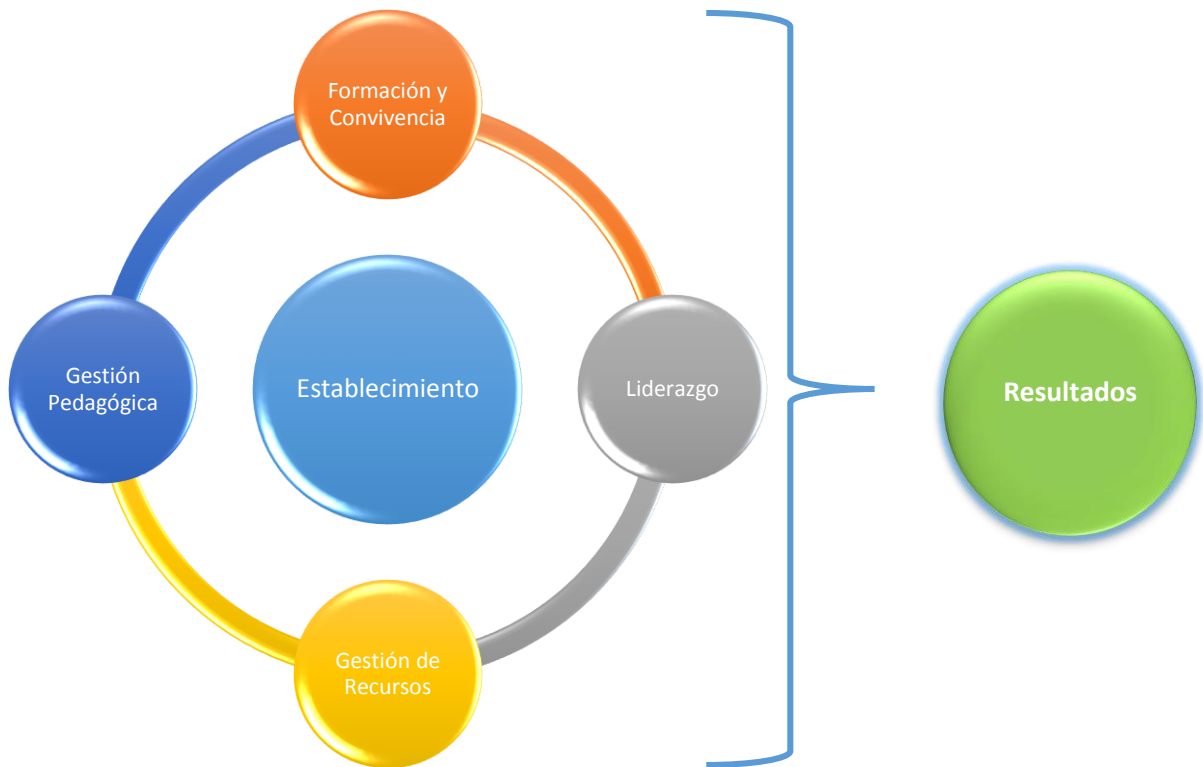 Formación y
Convivencia
Gestión
Pedagógica
Establecimiento
Liderazgo
Resultados
Gestión de
Recursos